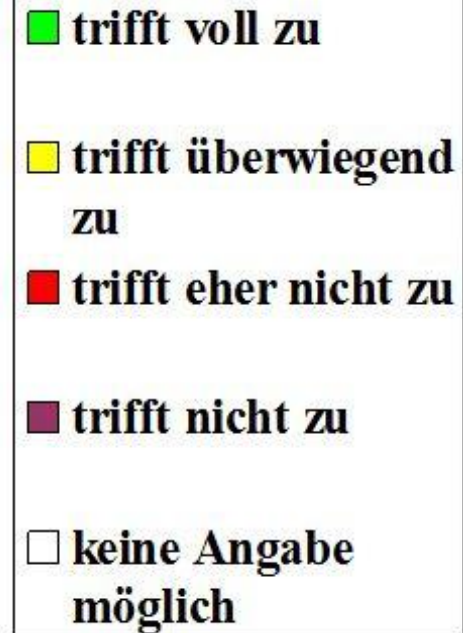 trifft voll zu
trifft überwiegend
zu
trifft eher nicht zu
trifft nicht zu
keine Angabe
möglich